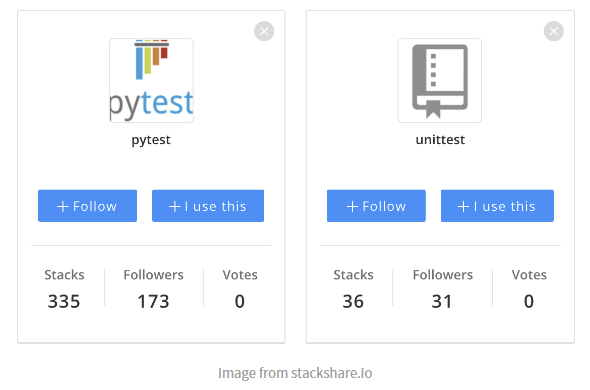 pytest
pytest
+ Follow
+ I use this
Stacks
Followers
Votes
335
173
0
unittest
+ Follow
+ I use this
Stacks
Followers
Votes
36
31
0
Image from stackshare.io